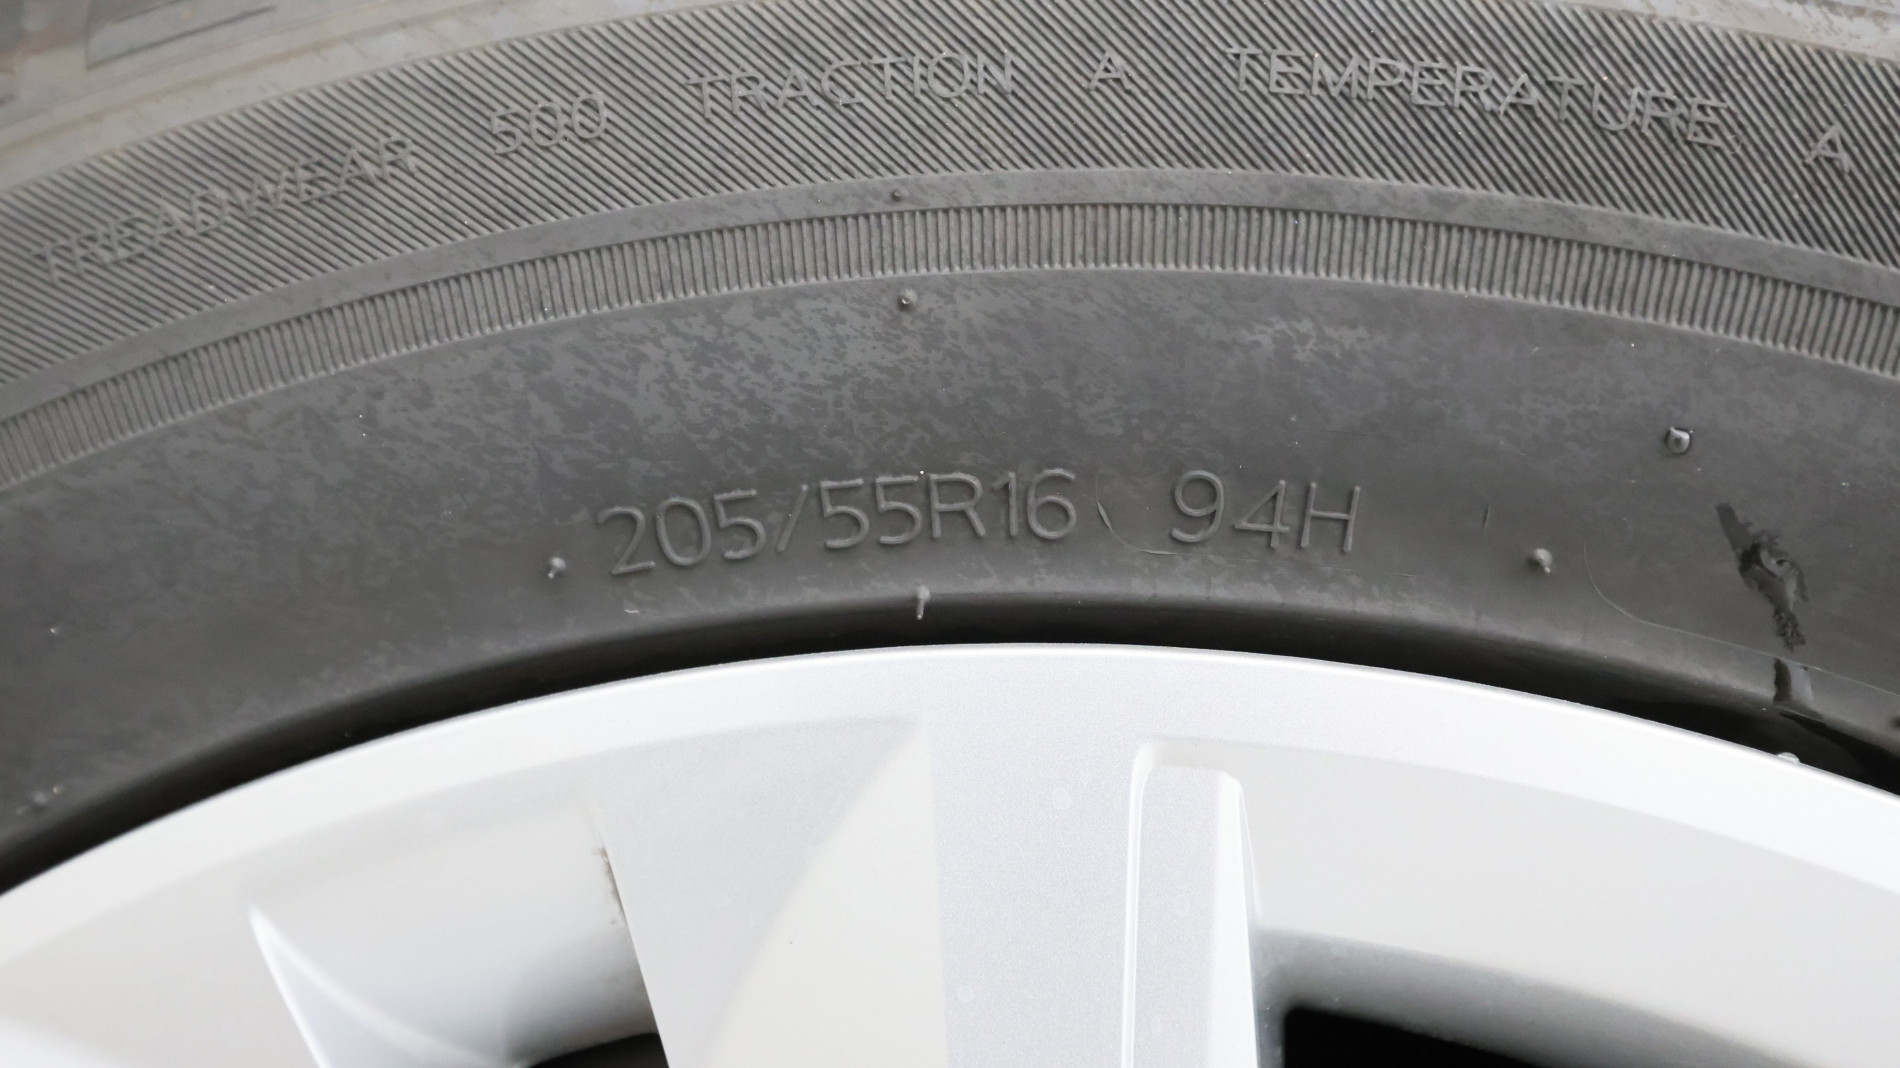 TREADWEAR 500 TRACTION A TEMPERATURE A
205/55R16 94H